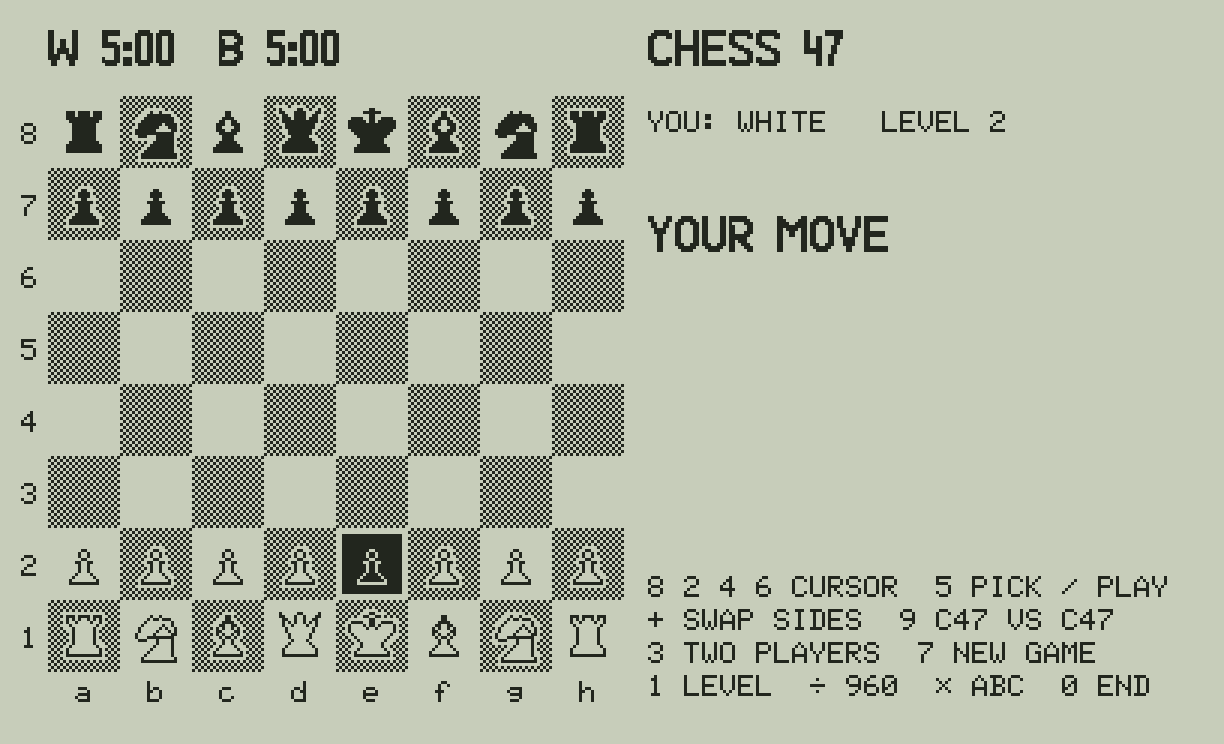 W 5:00 B 5:00
CHESS 47
YOU: WHITE LEVEL 2
YOUR MOVE
8
7
6
5
4
3
2
1
a b c d e f g h
8 2 4 6 CURSOR 5 PICK / PLAY
+ SWAP SIDES 9 C47 VS C47
3 TWO PLAYERS 7 NEW GAME
1 LEVEL ÷ 960 × ABC 0 END